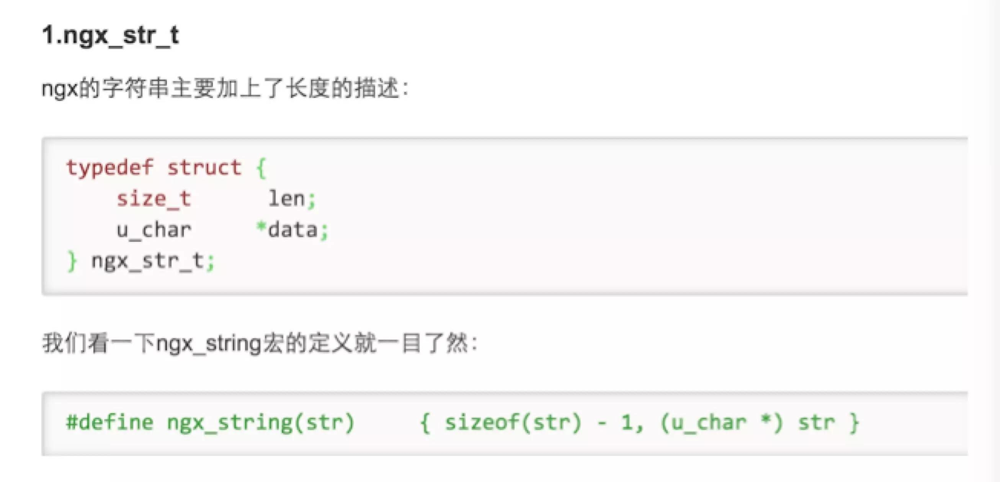 1.ngx_str_t
ngx的字符串主要加上了长度的描述：
typedef struct {
    size_t      len;
    u_char     *data;
} ngx_str_t;
我们看一下ngx_string宏的定义就一目了然：
#define ngx_string(str)     { sizeof(str) - 1, (u_char *) str }